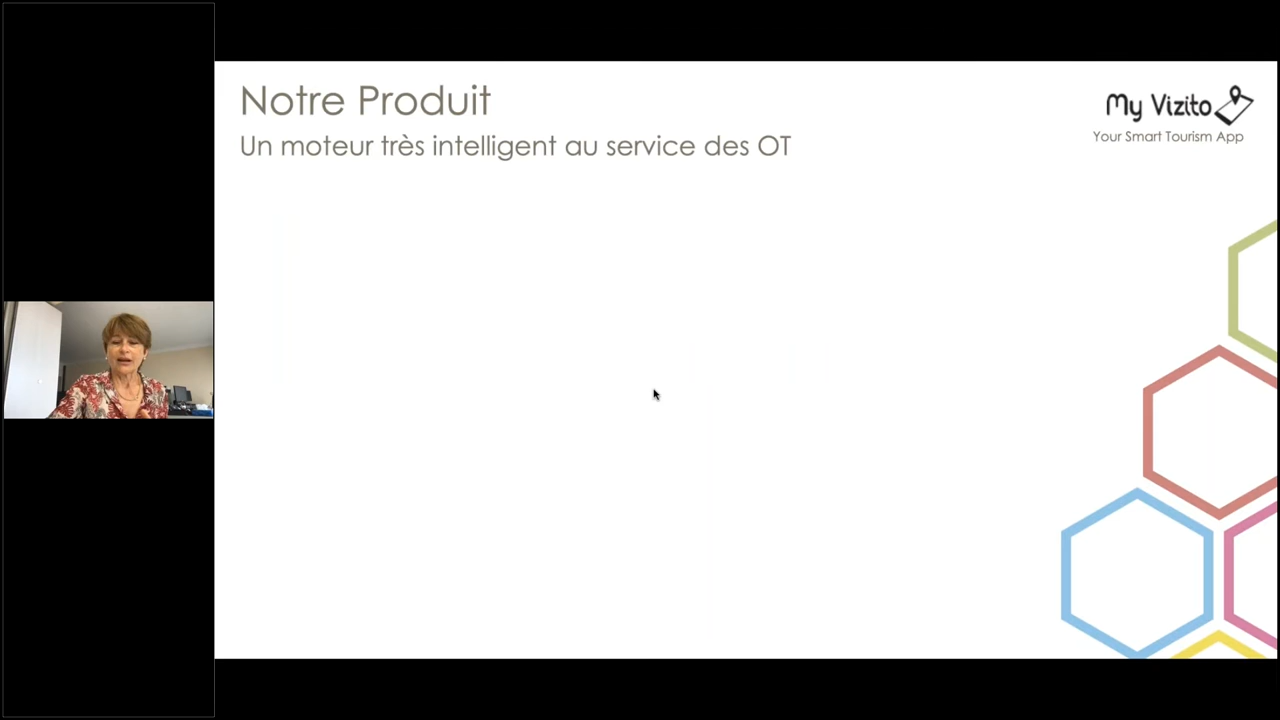 Notre Produit
Un moteur très intelligent au service des OT
My Vizito
Your Smart Tourism App